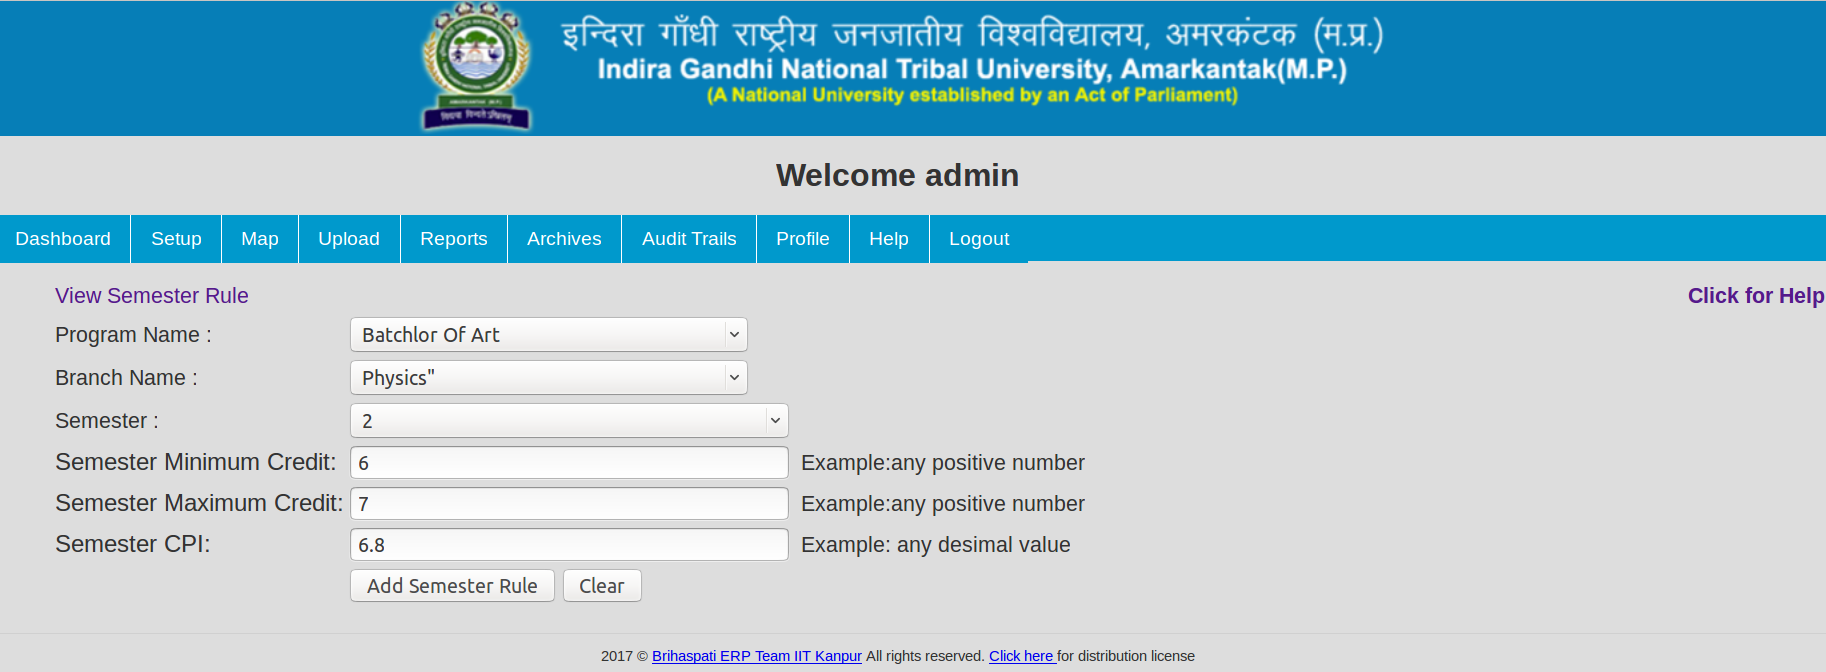 इन्दिरा गाँधी राष्ट्रीय जनजातीय विश्वविद्यालय, अमरकंटक (म.प्र.)
Indira Gandhi National Tribal University, Amarkantak(M.P.)
(A National University established by an Act of Parliament)
Welcome admin
Dashboard Setup Map Upload Reports Archives Audit Trails Profile Help Logout
View Semester Rule Click for Help
Program Name : Batchlor Of Art
Branch Name : Physics"
Semester : 2
Semester Minimum Credit: 6 Example:any positive number
Semester Maximum Credit: 7 Example:any positive number
Semester CPI: 6.8 Example: any desimal value
Add Semester Rule Clear
2017 © Brihaspati ERP Team IIT Kanpur All rights reserved. Click here for distribution license